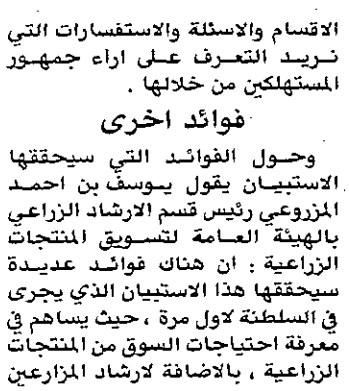 الاقسام والاسئلة والاستفسارات التي
نريد التعرف على اراء جمهور
المستهلكين من خلالها .
فوائد اخرى
وحول الفوائد التي سيحققها
الاستبيان يقول يوسف بن احمد
المزروعي رئيس قسم الارشاد الزراعي
بالهيئة العامة لتسويق المنتجات
الزراعية : ان هناك فوائد عديدة
سيحققها هذا الاستبيان الذي يجرى
في السلطنة لاول مرة ، حيث يساهم في
معرفة احتياجات السوق من المنتجات
الزراعية ، بالاضافة لارشاد المزارعين